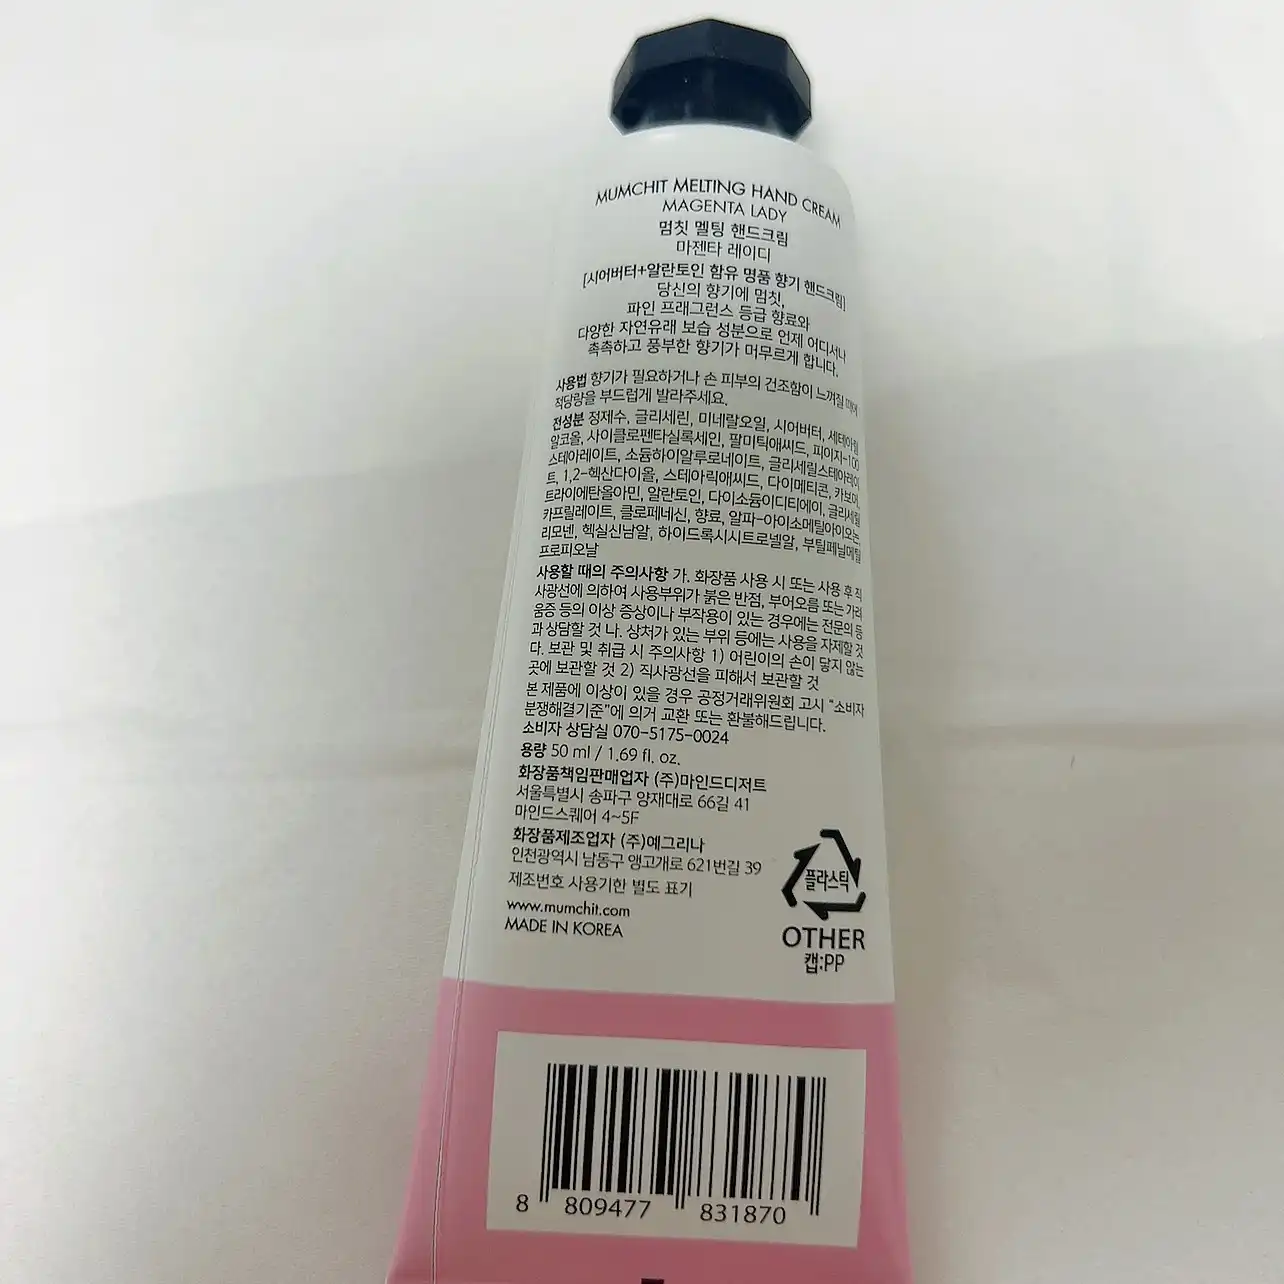 MUMCHIT MELTING HAND CREAM
MAGENTA LADY
멈칫 멜팅 핸드크림
마젠타 레이디
[시어버터+알란토인 함유 명품 향기 핸드크림]
당신의 향기에 멈칫,
파인 프래그런스 등급 향료와
다양한 자연유래 보습 성분으로 언제 어디서나
촉촉하고 풍부한 향기가 머무르게 합니다.
사용법 향기가 필요하거나 손 피부의 건조함이 느껴질 때에
적당량을 부드럽게 발라주세요.
전성분 정제수, 글리세린, 미네랄오일, 시어버터, 세테아릴
알코올, 사이클로펜타실록세인, 팔미틱애씨드, 피이지-100
스테아레이트, 소듐하이알루로네이트, 글리세릴스테아레이
트, 1,2-헥산다이올, 스테아릭애씨드, 다이메티콘, 카보머,
트라이에탄올아민, 알란토인, 다이소듐이디티에이, 글리세릴
카프릴레이트, 클로페네신, 향료, 알파-아이소메틸아이오논,
리모넨, 헥실신남알, 하이드록시시트로넬알, 부틸페닐메틸
프로피오날
사용할 때의 주의사항 가. 화장품 사용 시 또는 사용 후 직
사광선에 의하여 사용부위가 붉은 반점, 부어오름 또는 가려
움증 등의 이상 증상이나 부작용이 있는 경우에는 전문의 등
과 상담할 것 나. 상처가 있는 부위 등에는 사용을 자제할 것
다. 보관 및 취급 시 주의사항 1) 어린이의 손이 닿지 않는
곳에 보관할 것 2) 직사광선을 피해서 보관할 것
본 제품에 이상이 있을 경우 공정거래위원회 고시 "소비자
분쟁해결기준"에 의거 교환 또는 환불해드립니다.
소비자 상담실 070-5175-0024
용량 50 ml / 1.69 fl. oz.
화장품책임판매업자 (주)마인드디저트
서울특별시 송파구 양재대로 66길 41
마인드스퀘어 4~5F
화장품제조업자 (주)예그리나
인천광역시 남동구 앵고개로 621번길 39
제조번호 사용기한 별도 표기
www.mumchit.com
MADE IN KOREA
플라스틱
OTHER
캡:PP
8 809477 831870